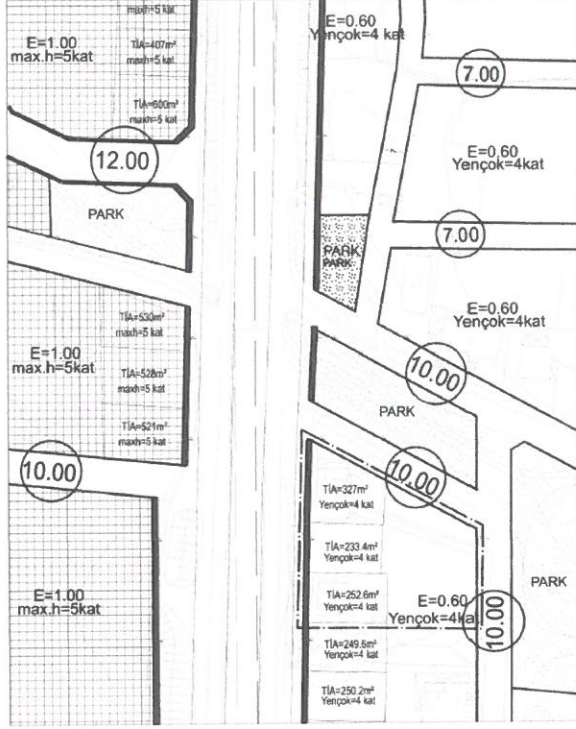 maxh=5 kat
E=1.00
max.h=5kat
TİA=407m²
maxh=5 kat
TİA=600m²
maxh=5 kat
12.00
PARK
E=0.60
Yençok=4 kat
7.00
E=0.60
Yençok=4kat
7.00
PARK
PARK
E=0.60
Yençok=4kat
TİA=530m²
maxh=5 kat
E=1.00
max.h=5kat
TİA=528m²
maxh=5 kat
TİA=521m²
maxh=5 kat
10.00
PARK
10.00
10.00
TİA=327m²
Yençok=4 kat
TİA=233.4m²
Yençok=4 kat
E=1.00
max.h=5kat
TİA=252.6m²
Yençok=4 kat
E=0.60
Yençok=4kat
10.00
PARK
TİA=249.6m²
Yençok=4 kat
TİA=250.2m²
Yençok=4 kat